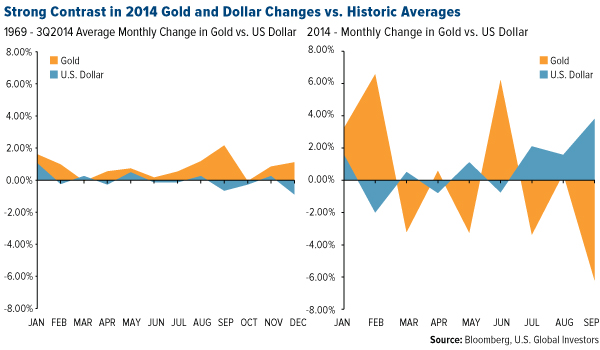 Strong Contrast in 2014 Gold and Dollar Changes vs. Historic Averages
1969 - 3Q2014 Average Monthly Change in Gold vs. US Dollar
8.00%
6.00%
4.00%
2.00%
0.00%
-2.00%
-4.00%
-6.00%
-8.00%
Gold
U.S. Dollar
JAN FEB MAR APR MAY JUN JUL AUG SEP OCT NOV DEC
2014 - Monthly Change in Gold vs. US Dollar
8.00%
6.00%
4.00%
2.00%
0.00%
-2.00%
-4.00%
-6.00%
-8.00%
Gold
U.S. Dollar
JAN FEB MAR APR MAY JUN JUL AUG SEP
Source: Bloomberg, U.S. Global Investors